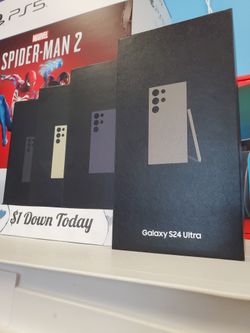 PS5
MARVEL
SPIDER-MAN 2
$1 Down Today
Galaxy S24 Ultra